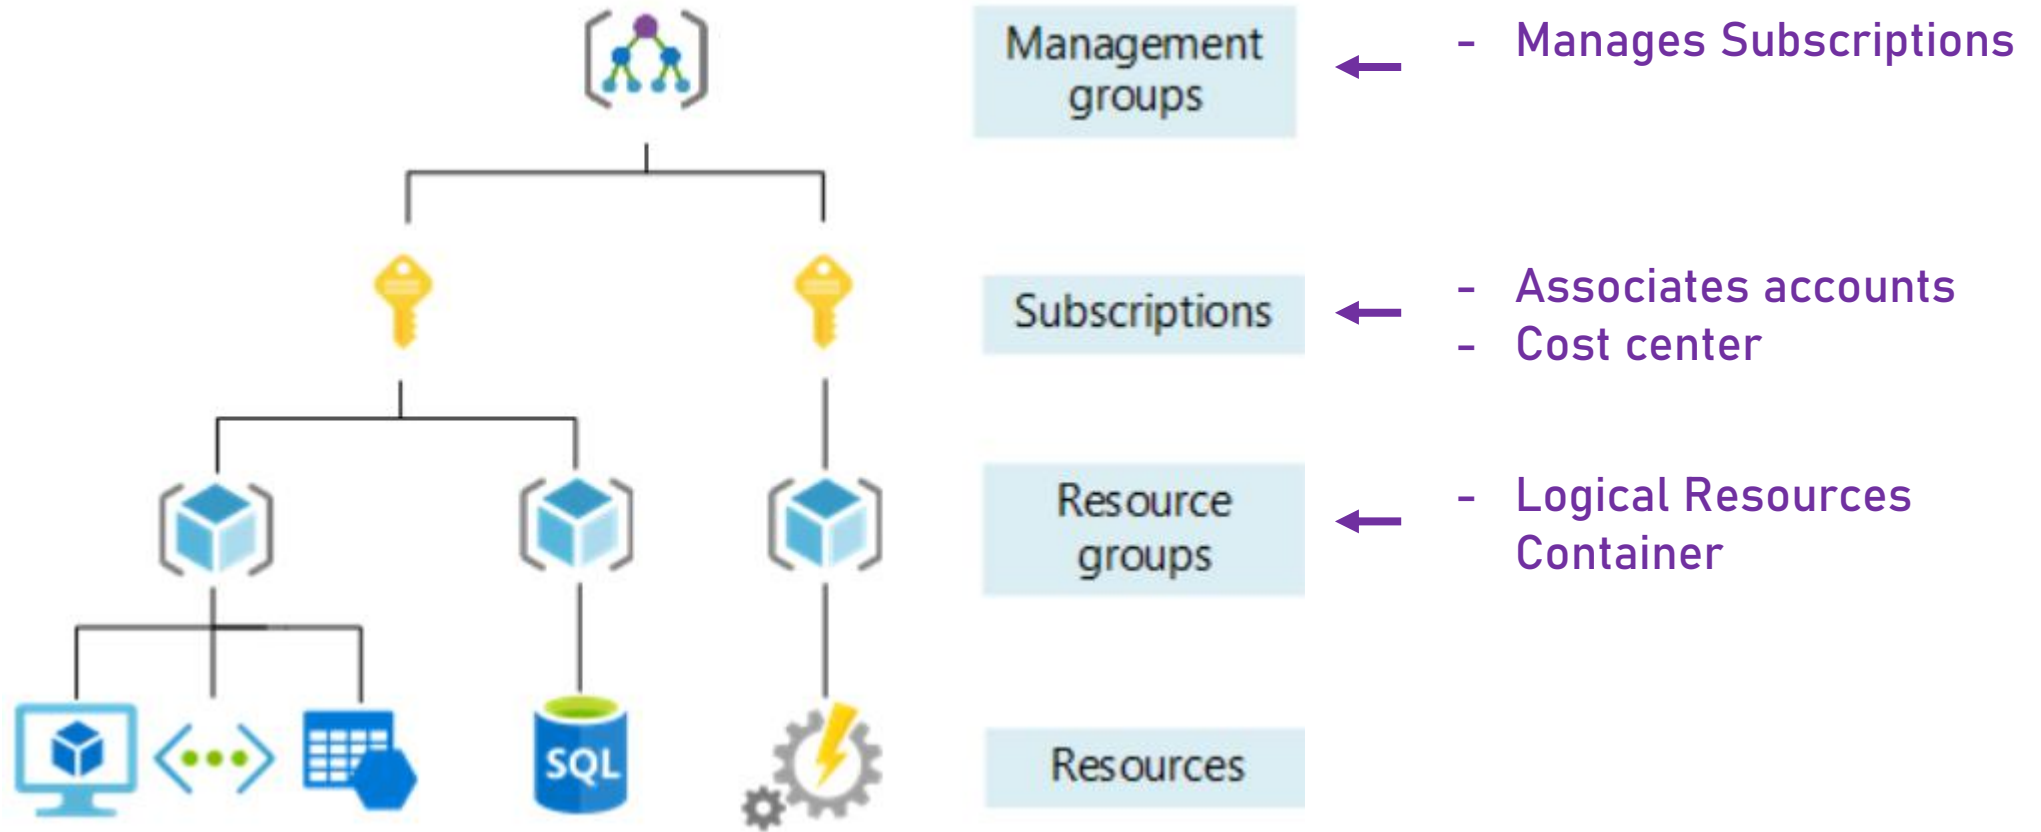 Management
groups
- Manages Subscriptions
Subscriptions
- Associates accounts
- Cost center
Resource
groups
- Logical Resources
Container
SQL
Resources